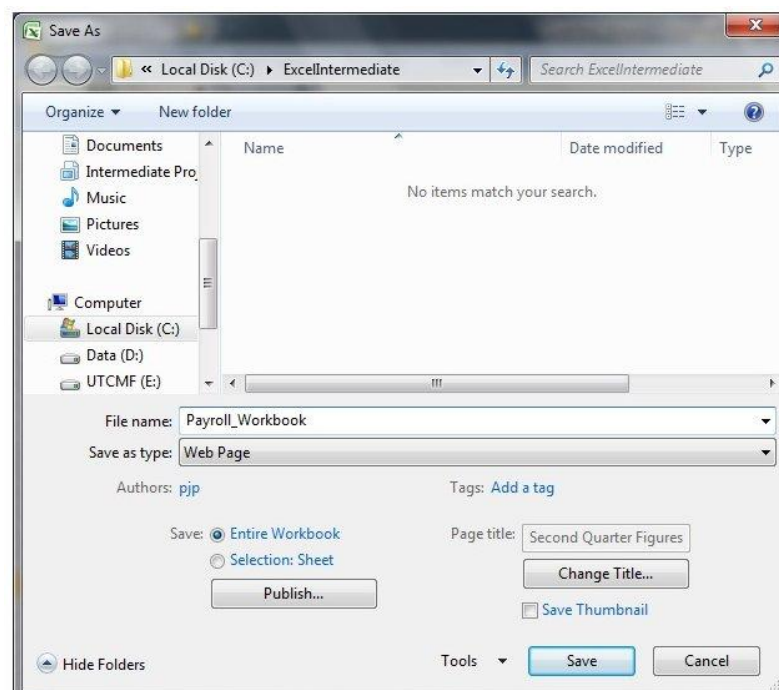 Save As
« Local Disk (C:) ▸ ExcelIntermediate Search ExcelIntermediate
Organize New folder
Documents
Intermediate Proj
Music
Pictures
Videos
Computer
Local Disk (C:)
Data (D:)
UTCMF (E:)
Name Date modified Type
No items match your search.
File name: Payroll_Workbook
Save as type: Web Page
Authors: pjp Tags: Add a tag
Save: Entire Workbook Page title: Second Quarter Figures
Selection: Sheet
Publish... Change Title...
Save Thumbnail
Hide Folders Tools Save Cancel